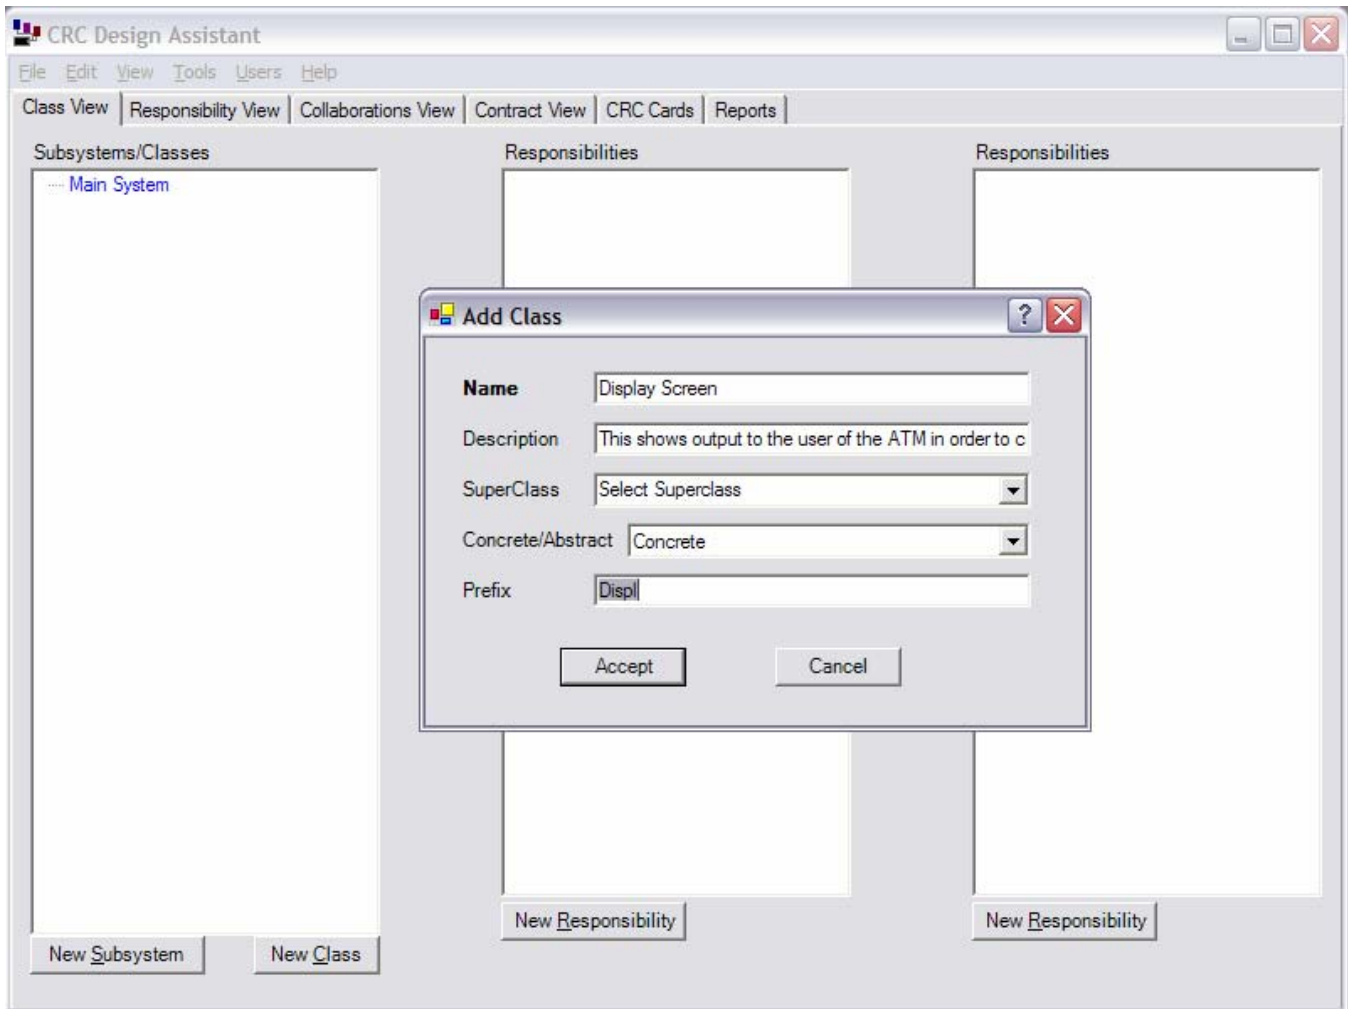 CRC Design Assistant
File Edit View Tools Users Help
Class View Responsibility View Collaborations View Contract View CRC Cards Reports
Subsystems/Classes Responsibilities Responsibilities
Main System
Add Class
Name Display Screen
Description This shows output to the user of the ATM in order to c
SuperClass Select Superclass
Concrete/Abstract Concrete
Prefix Displ
Accept Cancel
New Responsibility New Responsibility
New Subsystem New Class